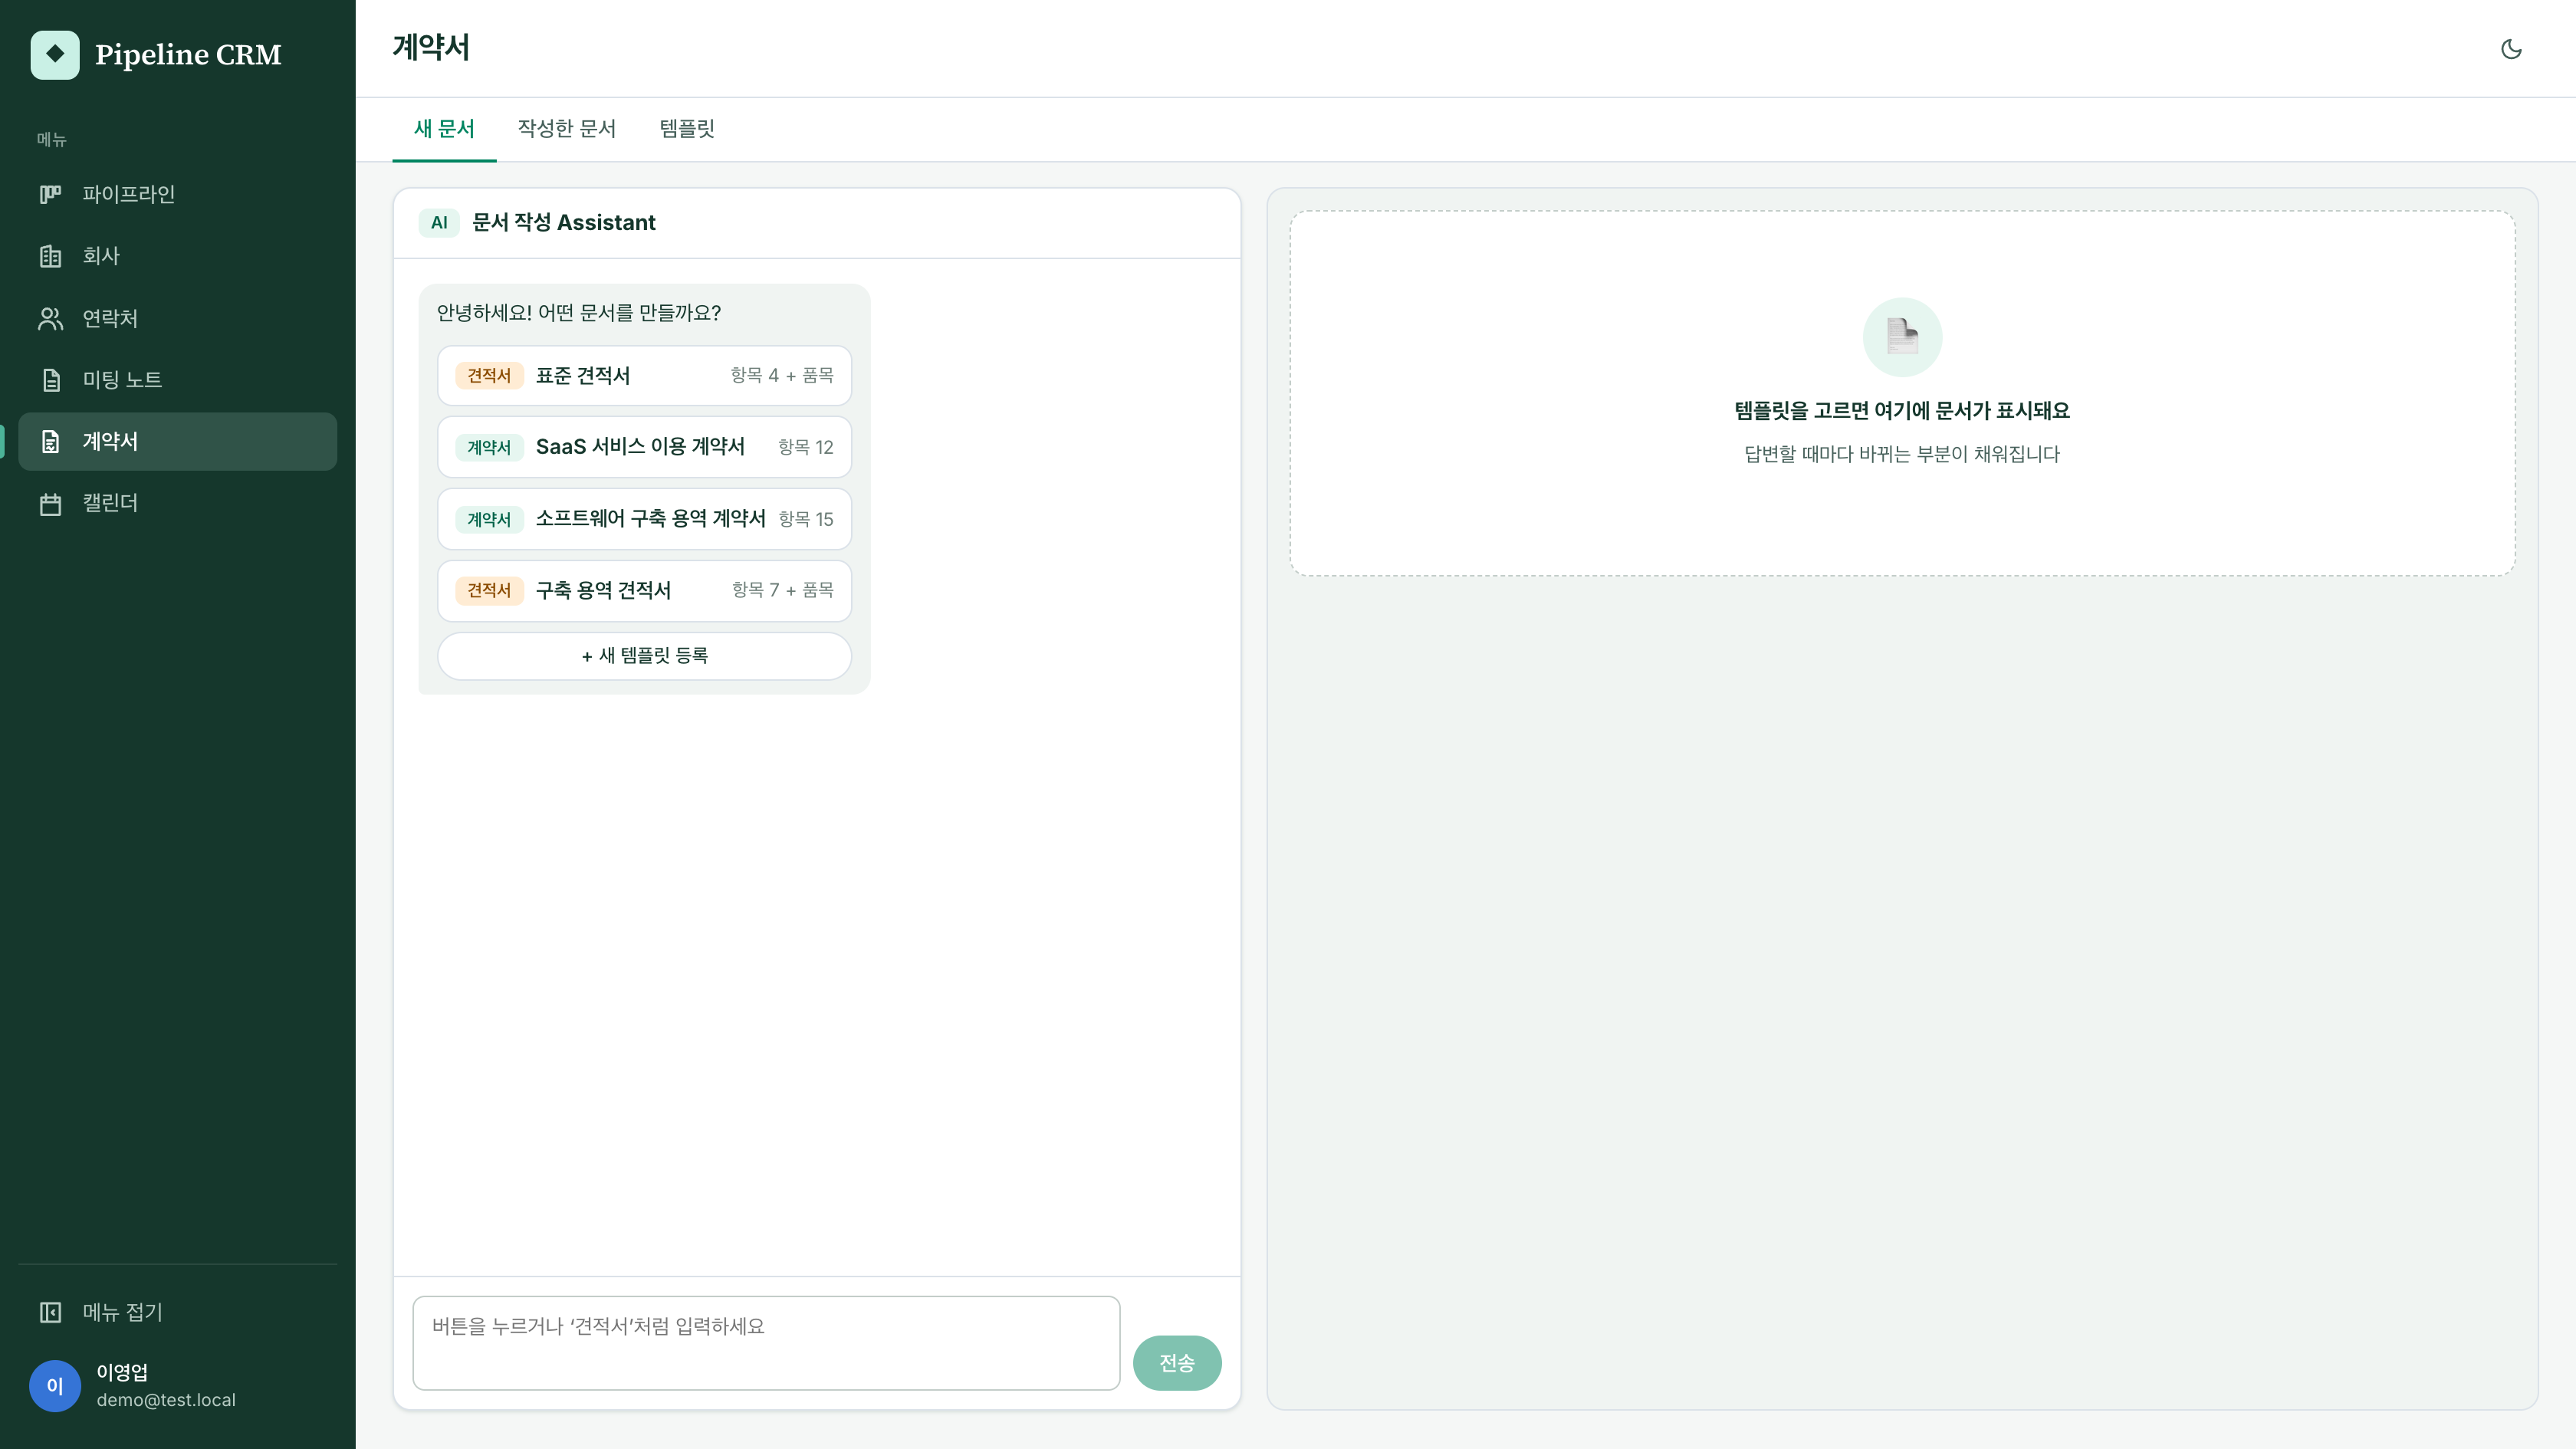 Pipeline CRM
메뉴
파이프라인
회사
연락처
미팅 노트
계약서
캘린더
메뉴 접기
이
이영업
demo@test.local
계약서
새 문서
작성한 문서
템플릿
AI
문서 작성 Assistant
안녕하세요! 어떤 문서를 만들까요?
견적서 표준 견적서 항목 4 + 품목
계약서 SaaS 서비스 이용 계약서 항목 12
계약서 소프트웨어 구축 용역 계약서 항목 15
견적서 구축 용역 견적서 항목 7 + 품목
+ 새 템플릿 등록
버튼을 누르거나 ‘견적서’처럼 입력하세요
전송
템플릿을 고르면 여기에 문서가 표시돼요
답변할 때마다 바뀌는 부분이 채워집니다